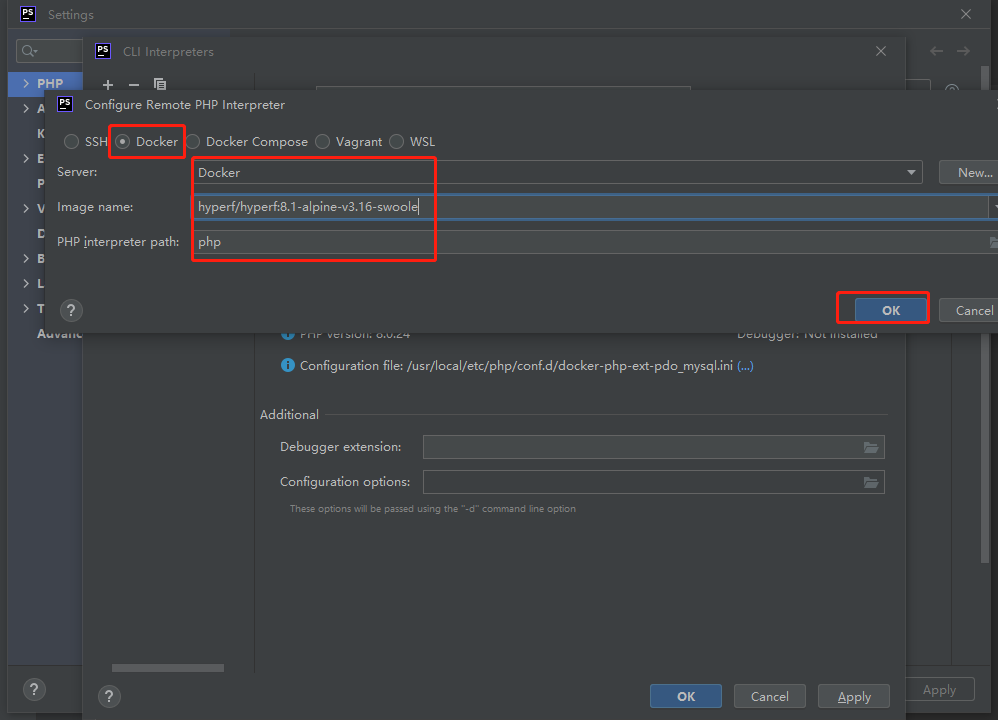 PS Settings
PS CLI Interpreters
PHP
PS Configure Remote PHP Interpreter
A
SSH Docker Docker Compose Vagrant WSL
K
E
Server: Docker New...
P
V
Image name: hyperf/hyperf:8.1-alpine-v3.16-swoole
D
PHP interpreter path: php
B
L
T
? OK Cancel
Advanc
PHP version: 8.0.24 Debugger: Not installed
Configuration file: /usr/local/etc/php/conf.d/docker-php-ext-pdo_mysql.ini (...)
Additional
Debugger extension:
Configuration options:
These options will be passed using the "-d" command line option
? Apply
? OK Cancel Apply